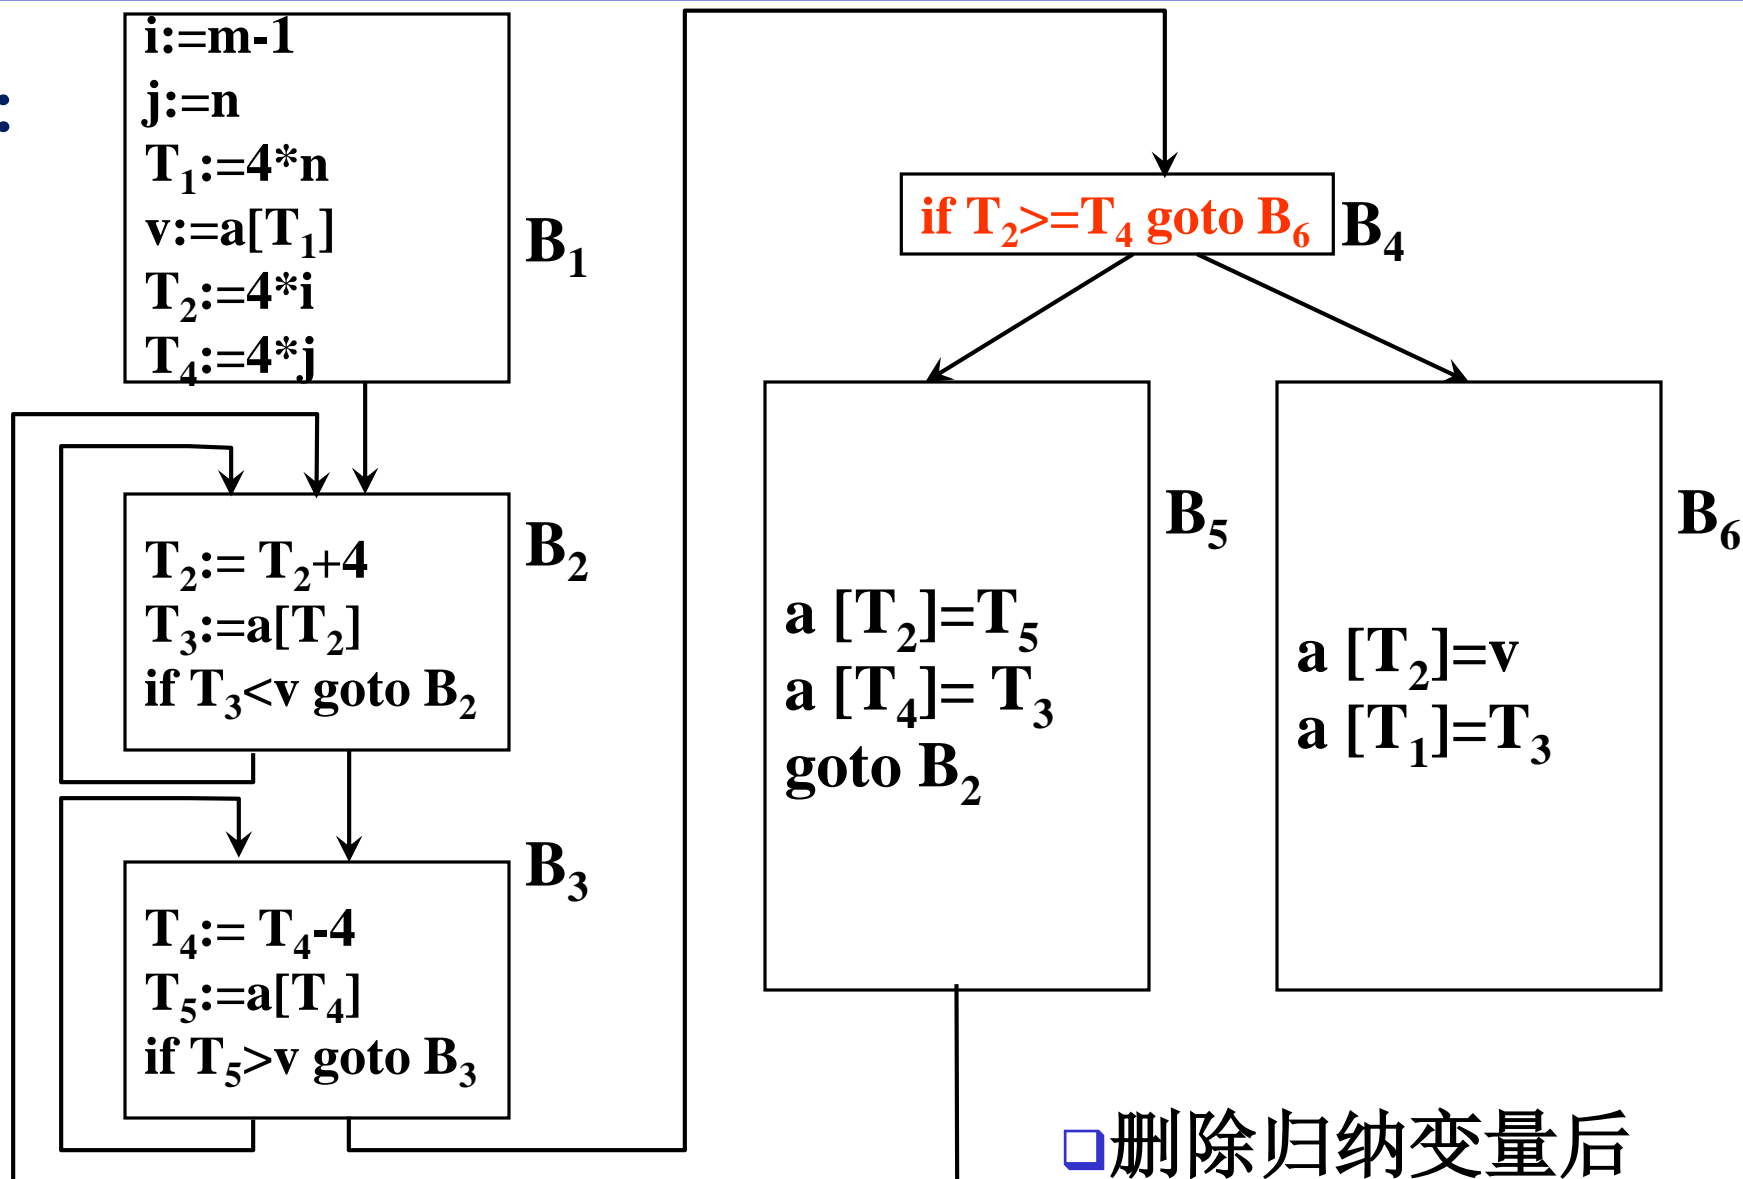 :
i:=m-1
j:=n
T₁:=4*n
v:=a[T₁]
T₂:=4*i
T₄:=4*j
B₁
T₂:= T₂+4
T₃:=a[T₂]
if T₃<v goto B₂
B₂
T₄:= T₄-4
T₅:=a[T₄]
if T₅>v goto B₃
B₃
if T₂>=T₄ goto B₆
B₄
a [T₂]=T₅
a [T₄]= T₃
goto B₂
B₅
a [T₂]=v
a [T₁]=T₃
B₆
删除归纳变量后